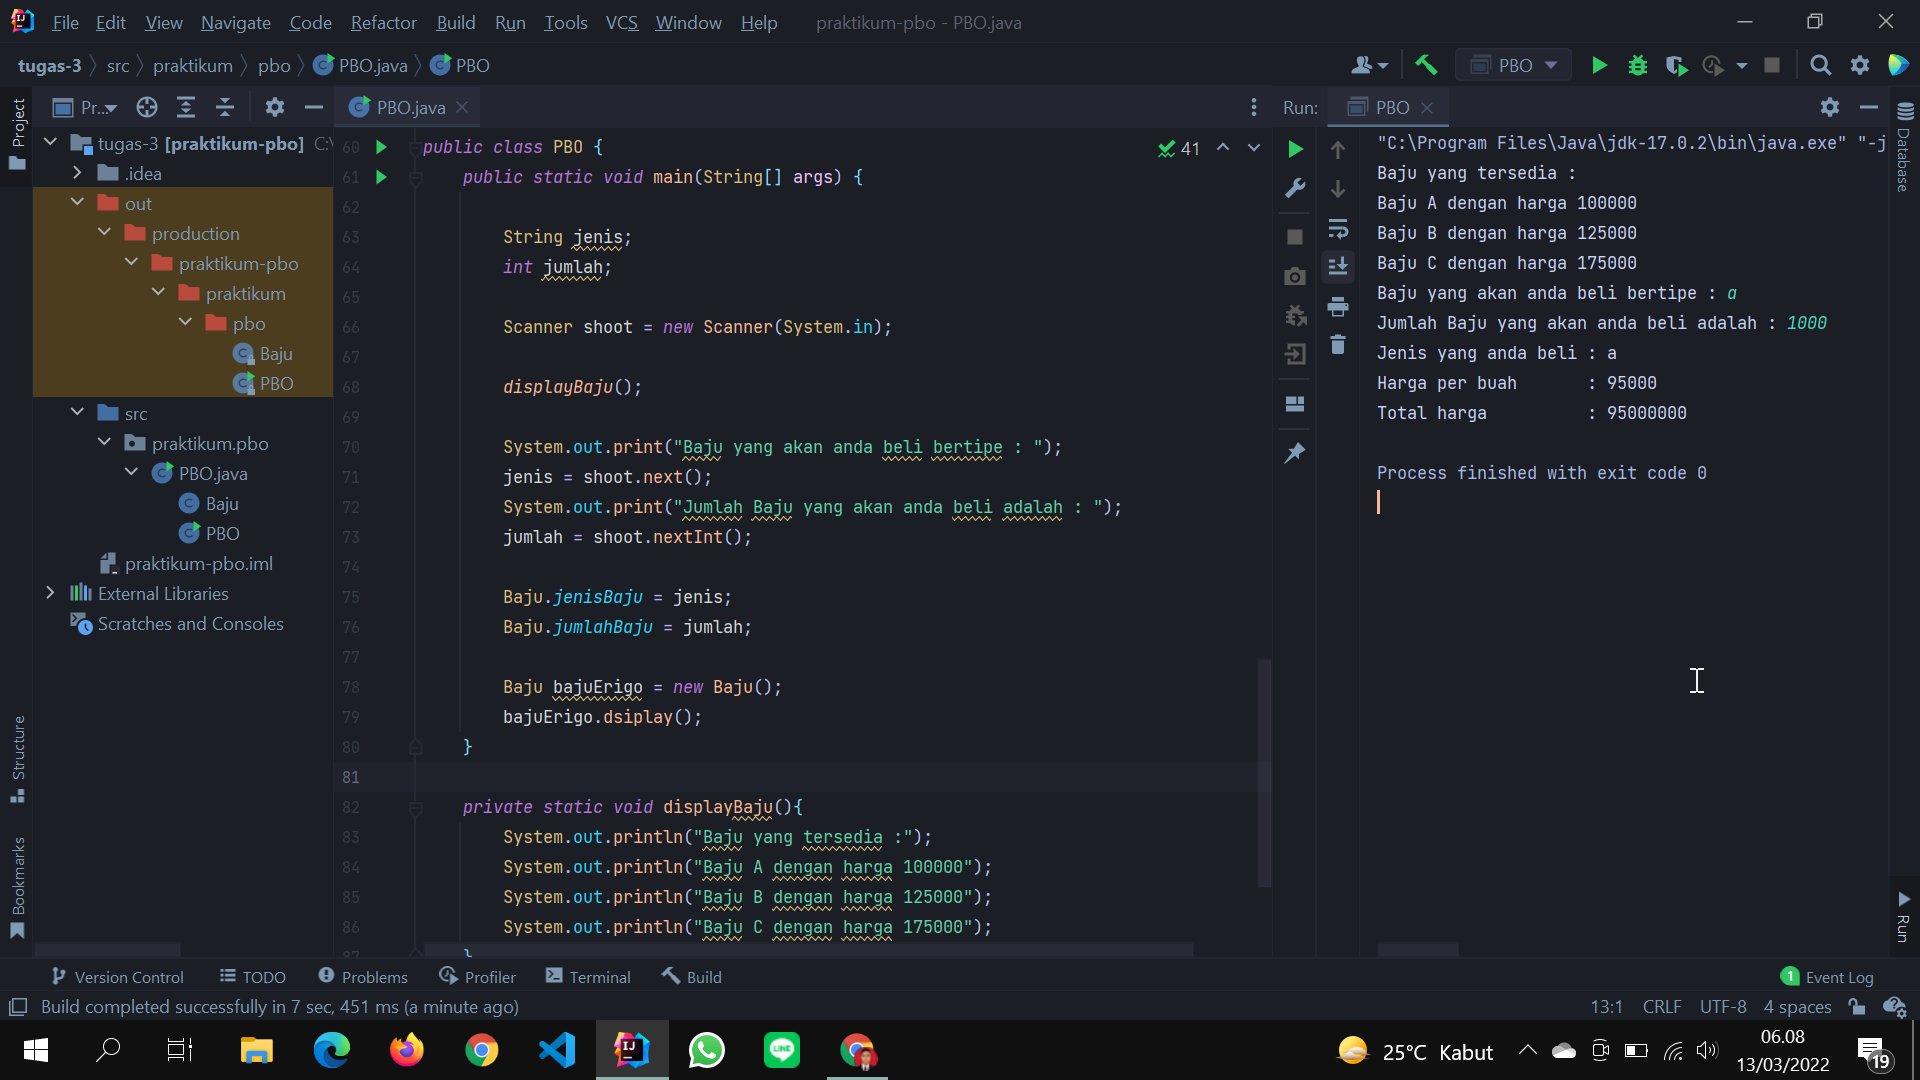 File Edit View Navigate Code Refactor Build Run Tools VCS Window Help praktikum-pbo - PBO.java
tugas-3 src praktikum pbo PBO.java PBO
PBO
Project
Pr...
PBO.java
Run: PBO
tugas-3 [praktikum-pbo] C:\
.idea
out
production
praktikum-pbo
praktikum
pbo
Baju
PBO
src
praktikum.pbo
PBO.java
Baju
PBO
praktikum-pbo.iml
External Libraries
Scratches and Consoles
Structure
Bookmarks
41
60 public class PBO {
61 public static void main(String[] args) {
62
63 String jenis;
64 int jumlah;
65
66 Scanner shoot = new Scanner(System.in);
67
68 displayBaju();
69
70 System.out.print("Baju yang akan anda beli bertipe : ");
71 jenis = shoot.next();
72 System.out.print("Jumlah Baju yang akan anda beli adalah : ");
73 jumlah = shoot.nextInt();
74
75 Baju.jenisBaju = jenis;
76 Baju.jumlahBaju = jumlah;
77
78 Baju bajuErigo = new Baju();
79 bajuErigo.dsiplay();
80 }
81
82 private static void displayBaju(){
83 System.out.println("Baju yang tersedia :");
84 System.out.println("Baju A dengan harga 100000");
85 System.out.println("Baju B dengan harga 125000");
86 System.out.println("Baju C dengan harga 175000");
87 }
"C:\Program Files\Java\jdk-17.0.2\bin\java.exe" "-j
Baju yang tersedia :
Baju A dengan harga 100000
Baju B dengan harga 125000
Baju C dengan harga 175000
Baju yang akan anda beli bertipe : a
Jumlah Baju yang akan anda beli adalah : 1000
Jenis yang anda beli : a
Harga per buah : 95000
Total harga : 95000000
Process finished with exit code 0
Database
Run
Version Control TODO Problems Profiler Terminal Build
1 Event Log
Build completed successfully in 7 sec, 451 ms (a minute ago)
13:1 CRLF UTF-8 4 spaces
25°C Kabut
06.08
13/03/2022
19